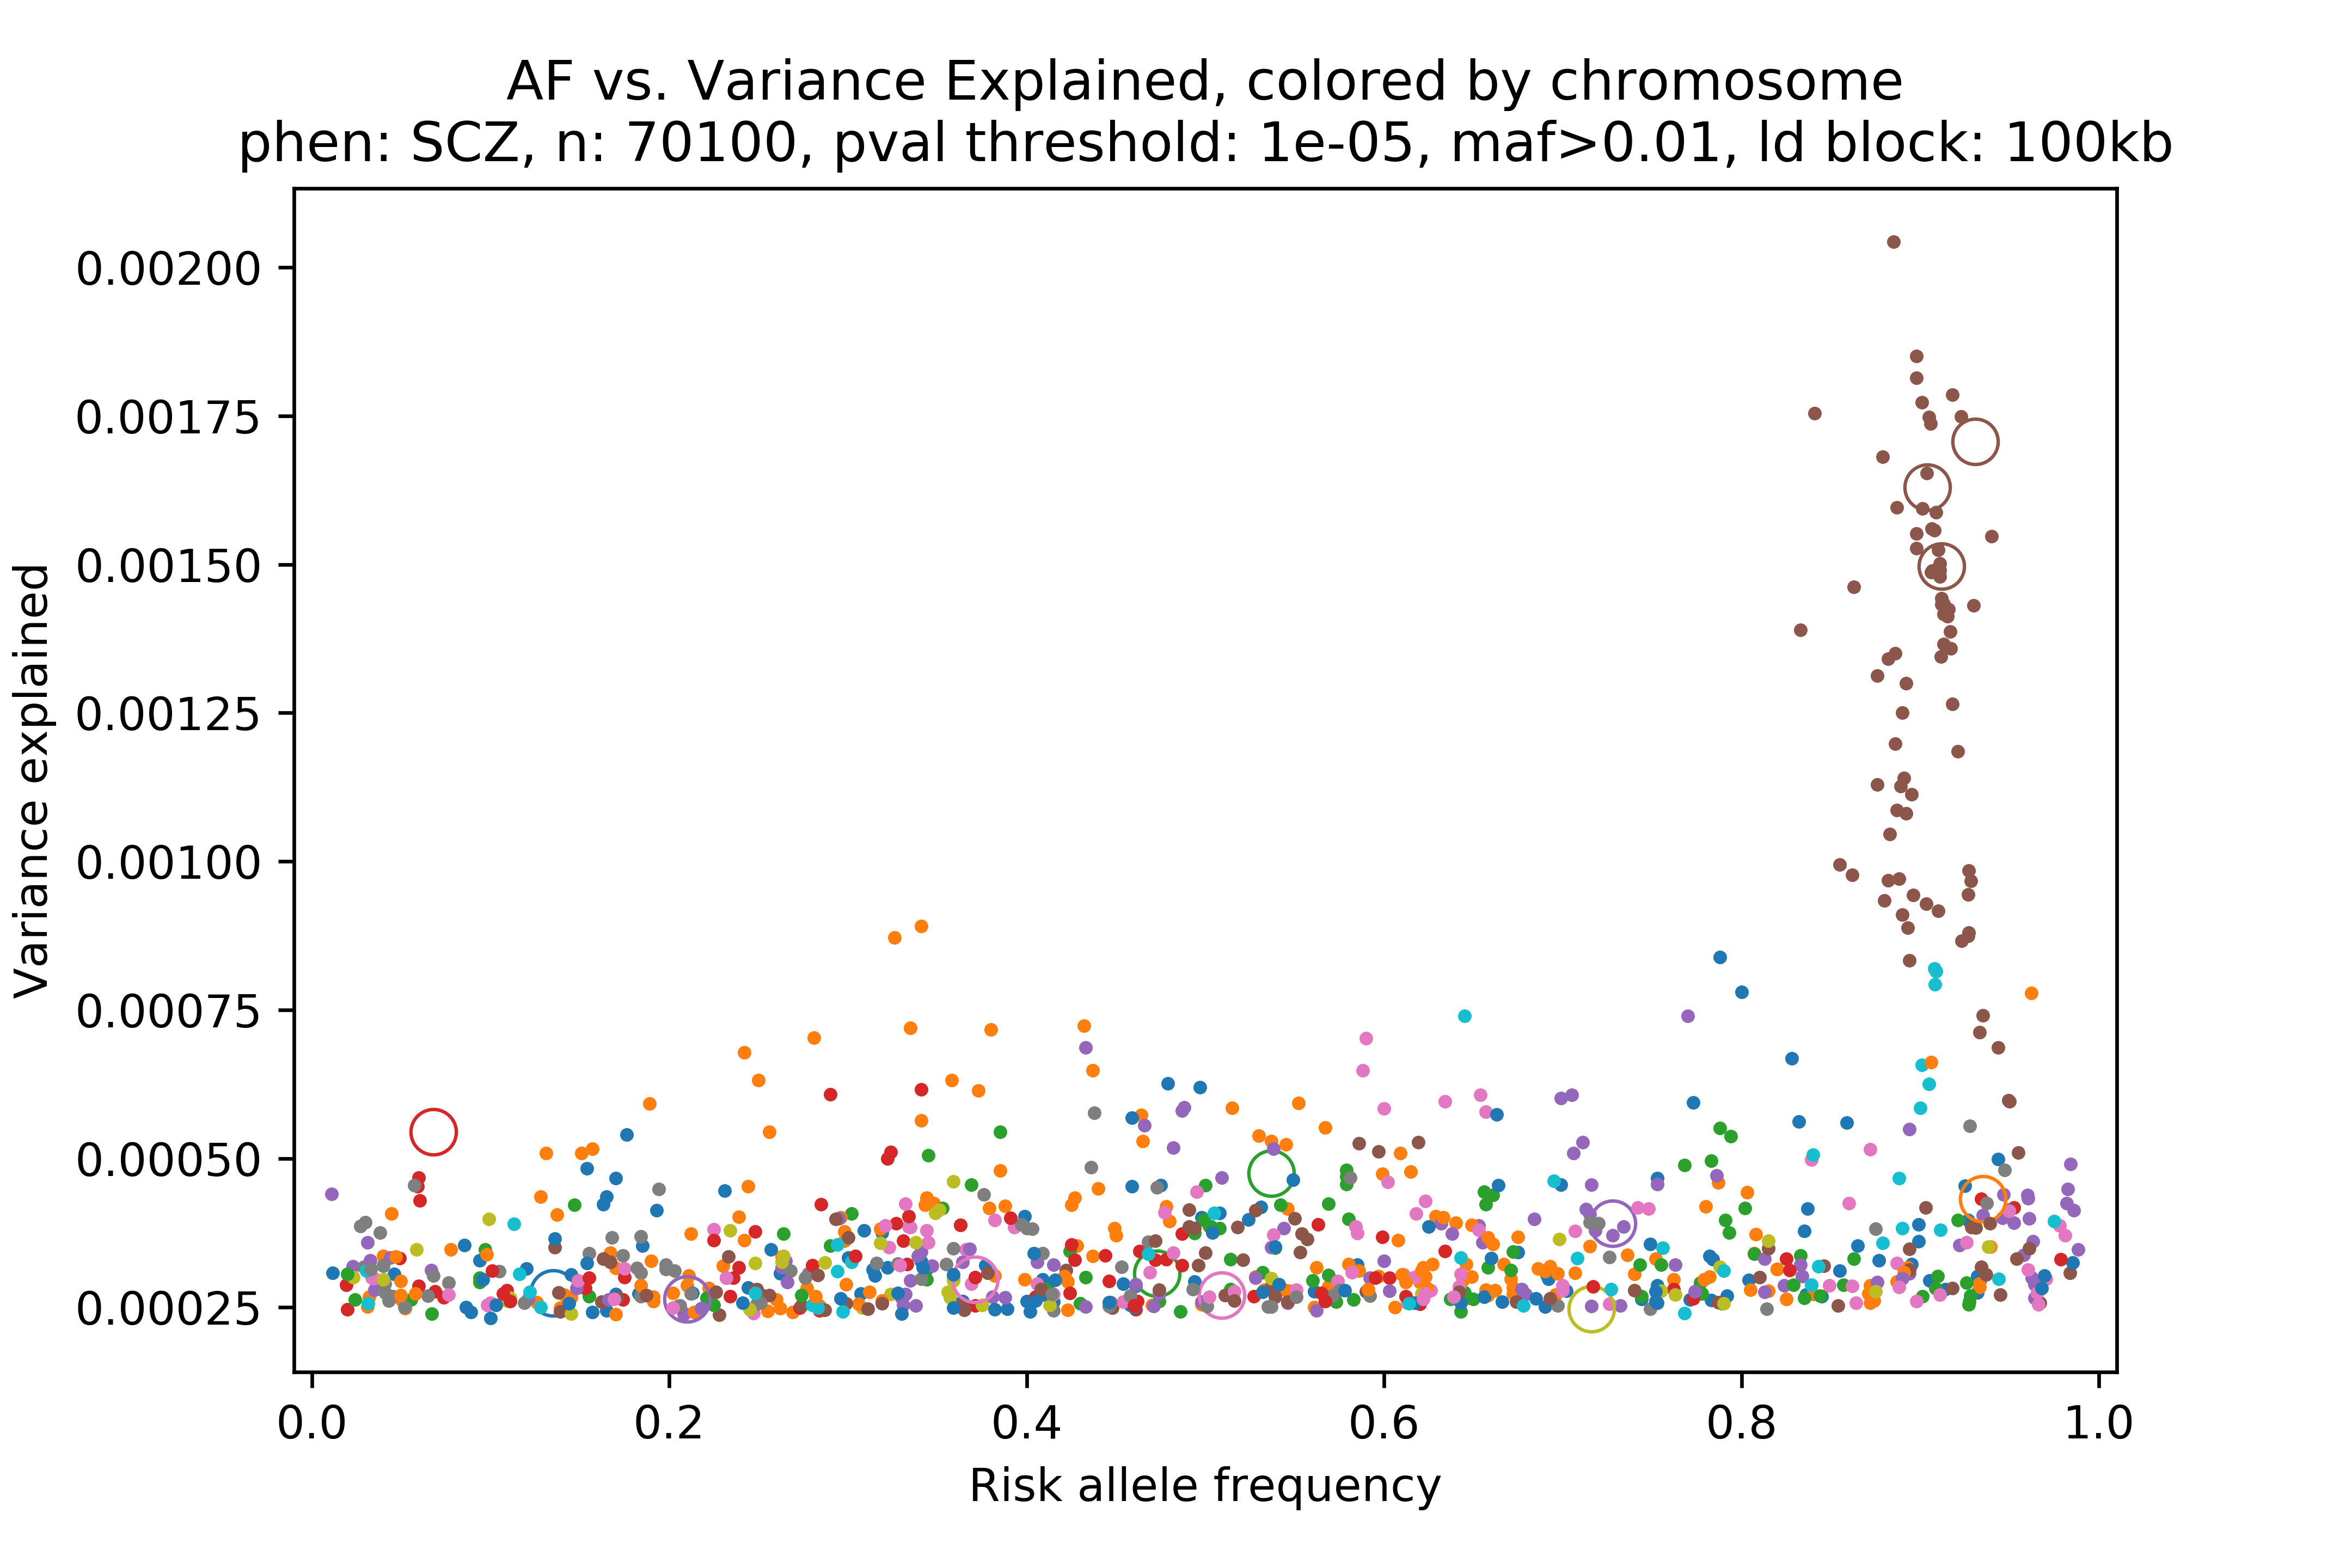 AF vs. Variance Explained, colored by chromosome
phen: SCZ, n: 70100, pval threshold: 1e-05, maf>0.01, ld block: 100kb
0.00200
0.00175
0.00150
0.00125
0.00100
0.00075
0.00050
0.00025
Variance explained
0.0 0.2 0.4 0.6 0.8 1.0
Risk allele frequency